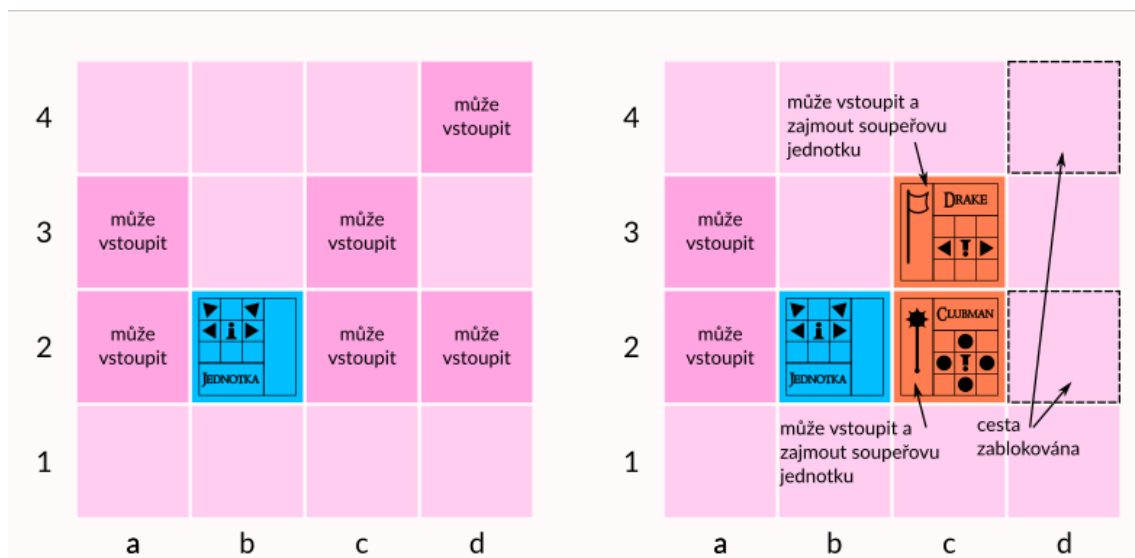 4
může
vstoupit
3
může
vstoupit
může
vstoupit
2
může
vstoupit
JEDNOTKA
může
vstoupit
může
vstoupit
1
a
b
c
d
4
může vstoupit a
zajmout soupeřovu
jednotku
3
může
vstoupit
DRAKE
2
může
vstoupit
JEDNOTKA
CLUBMAN
1
může vstoupit a
zajmout soupeřovu
jednotku
cesta
zablokována
a
b
c
d